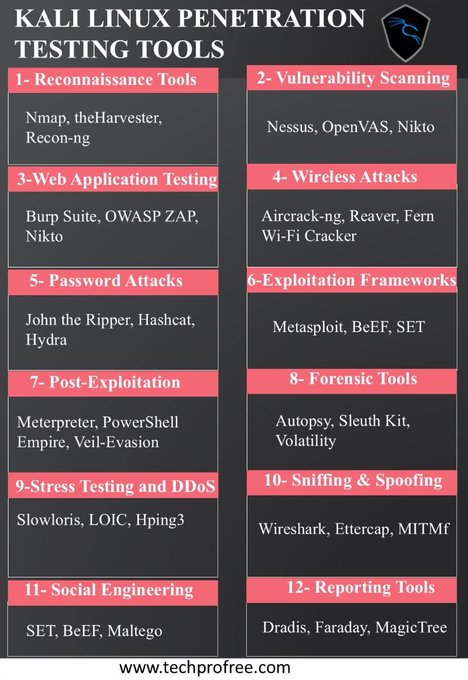 KALI LINUX PENETRATION
TESTING TOOLS
1- Reconnaissance Tools
Nmap, theHarvester,
Recon-ng
2- Vulnerability Scanning
Nessus, OpenVAS, Nikto
3-Web Application Testing
Burp Suite, OWASP ZAP,
Nikto
4- Wireless Attacks
Aircrack-ng, Reaver, Fern
Wi-Fi Cracker
5- Password Attacks
John the Ripper, Hashcat,
Hydra
6-Exploitation Frameworks
Metasploit, BeEF, SET
7- Post-Exploitation
Meterpreter, PowerShell
Empire, Veil-Evasion
8- Forensic Tools
Autopsy, Sleuth Kit,
Volatility
9-Stress Testing and DDoS
Slowloris, LOIC, Hping3
10- Sniffing & Spoofing
Wireshark, Ettercap, MITMf
11- Social Engineering
SET, BeEF, Maltego
12- Reporting Tools
Dradis, Faraday, MagicTree
www.techprofree.com